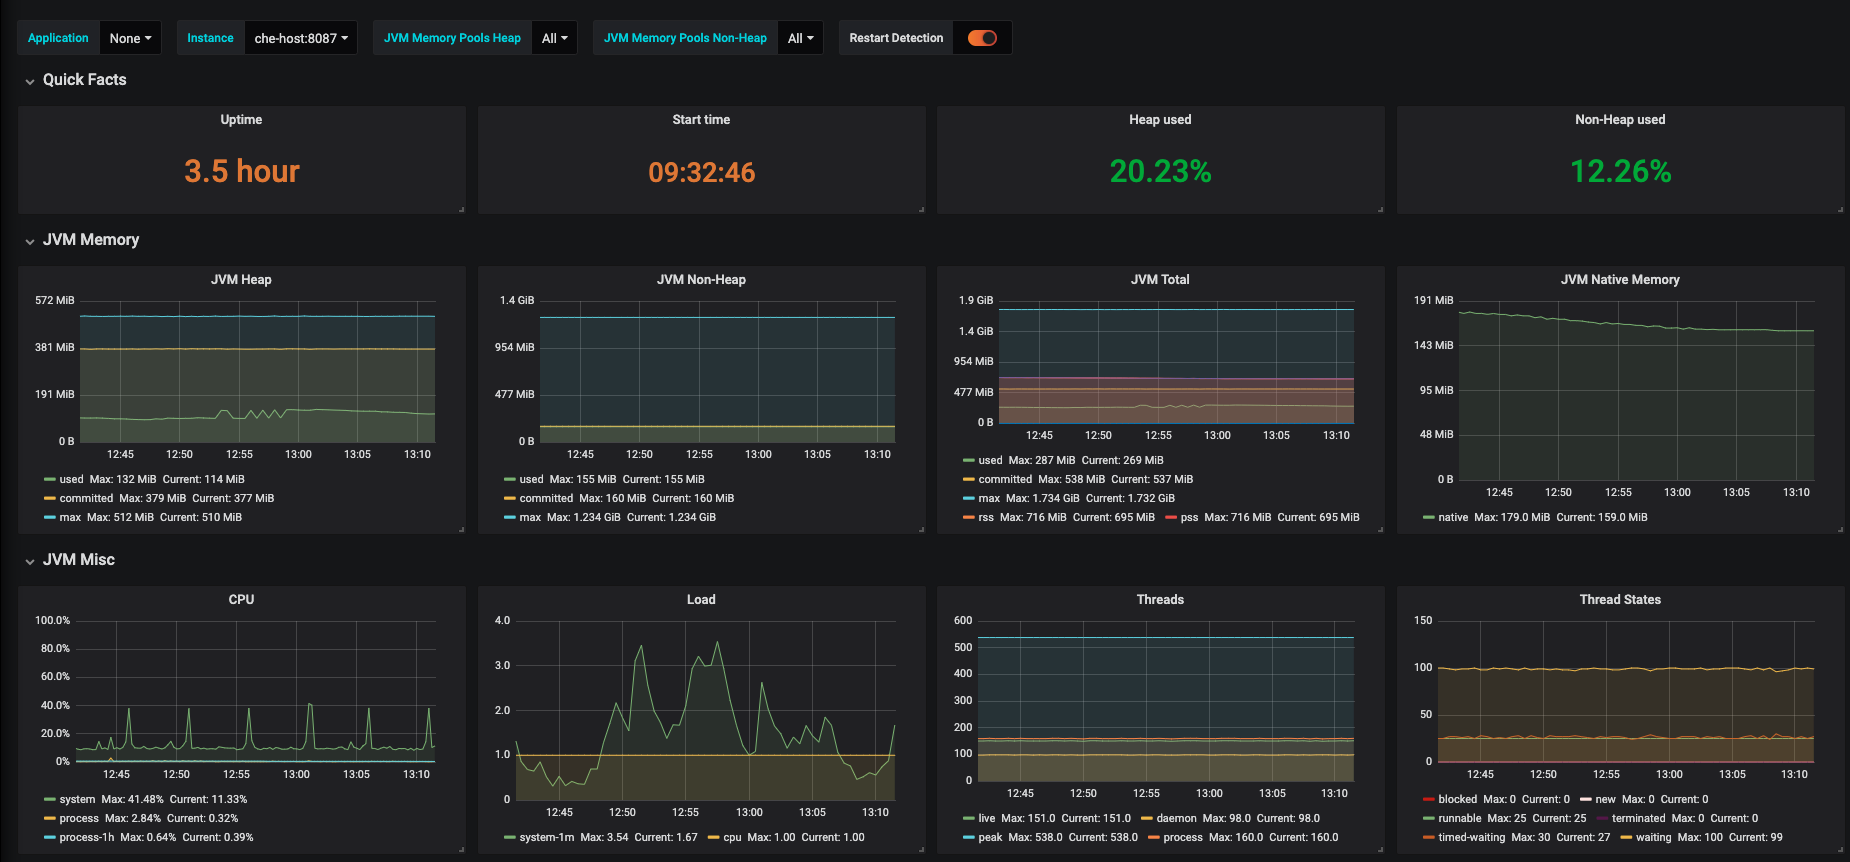 Application None Instance che-host:8087 JVM Memory Pools Heap All JVM Memory Pools Non-Heap All Restart Detection
Quick Facts
Uptime
3.5 hour
Start time
09:32:46
Heap used
20.23%
Non-Heap used
12.26%
JVM Memory
JVM Heap
572 MiB
381 MiB
191 MiB
0 B
12:45 12:50 12:55 13:00 13:05 13:10
used Max: 132 MiB Current: 114 MiB
committed Max: 379 MiB Current: 377 MiB
max Max: 512 MiB Current: 510 MiB
JVM Non-Heap
1.4 GiB
954 MiB
477 MiB
0 B
12:45 12:50 12:55 13:00 13:05 13:10
used Max: 155 MiB Current: 155 MiB
committed Max: 160 MiB Current: 160 MiB
max Max: 1.234 GiB Current: 1.234 GiB
JVM Total
1.9 GiB
1.4 GiB
954 MiB
477 MiB
0 B
12:45 12:50 12:55 13:00 13:05 13:10
used Max: 287 MiB Current: 269 MiB
committed Max: 538 MiB Current: 537 MiB
max Max: 1.734 GiB Current: 1.732 GiB
rss Max: 716 MiB Current: 695 MiB pss Max: 716 MiB Current: 695 MiB
JVM Native Memory
191 MiB
143 MiB
95 MiB
48 MiB
0 B
12:45 12:50 12:55 13:00 13:05 13:10
native Max: 179.0 MiB Current: 159.0 MiB
JVM Misc
CPU
100.0%
80.0%
60.0%
40.0%
20.0%
0%
12:45 12:50 12:55 13:00 13:05 13:10
system Max: 41.48% Current: 11.33%
process Max: 2.84% Current: 0.32%
process-1h Max: 0.64% Current: 0.39%
Load
4.0
3.0
2.0
1.0
0
12:45 12:50 12:55 13:00 13:05 13:10
system-1m Max: 3.54 Current: 1.67 cpu Max: 1.00 Current: 1.00
Threads
600
500
400
300
200
100
0
12:45 12:50 12:55 13:00 13:05 13:10
live Max: 151.0 Current: 151.0 daemon Max: 98.0 Current: 98.0
peak Max: 538.0 Current: 538.0 process Max: 160.0 Current: 160.0
Thread States
150
100
50
0
12:45 12:50 12:55 13:00 13:05 13:10
blocked Max: 0 Current: 0 new Max: 0 Current: 0
runnable Max: 25 Current: 25 terminated Max: 0 Current: 0
timed-waiting Max: 30 Current: 27 waiting Max: 100 Current: 99